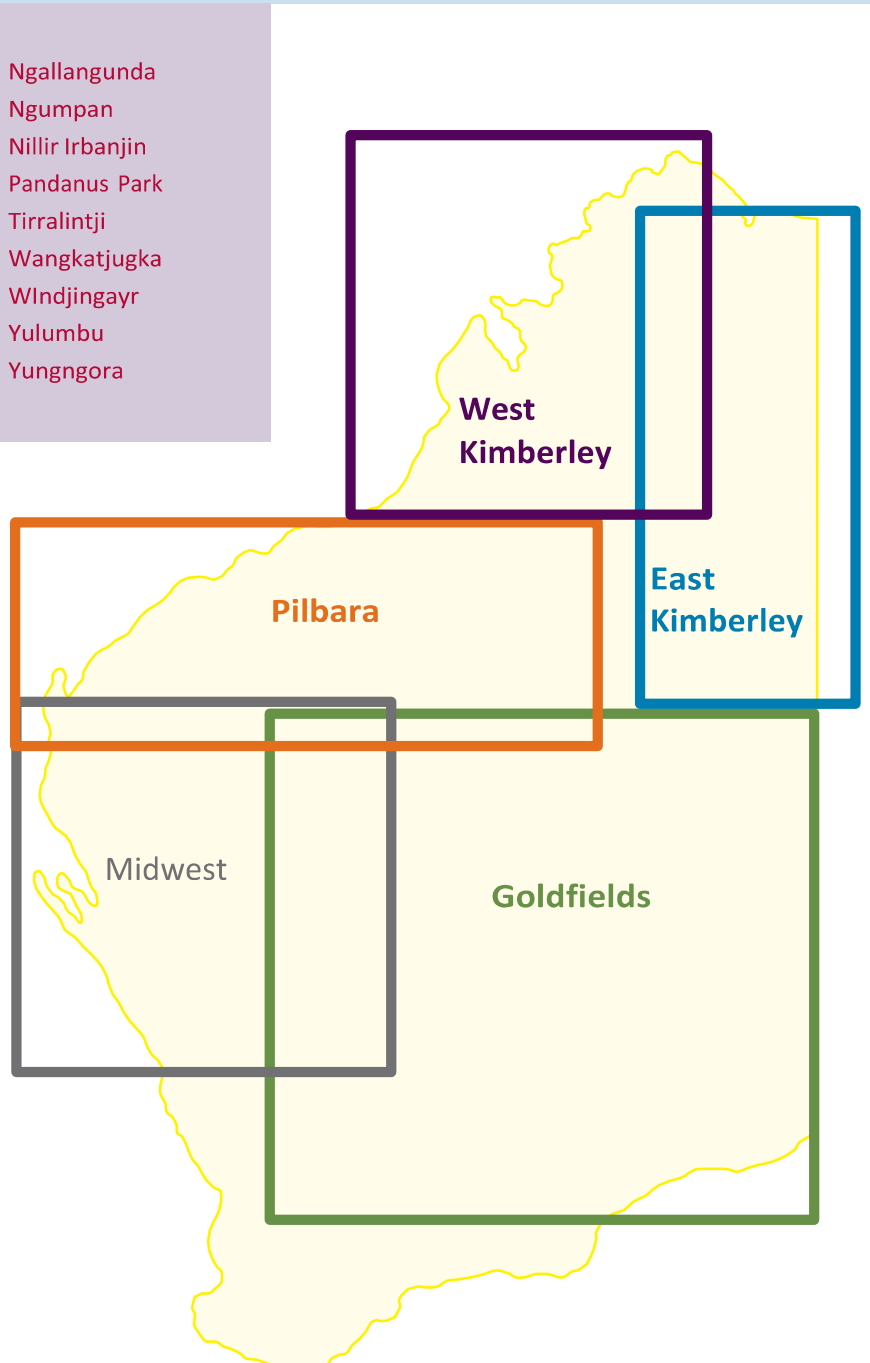 Ngallangunda
Ngumpan
Nillir Irbanjin
Pandanus Park
Tirralintji
Wangkatjugka
WIndjingayr
Yulumbu
Yungngora
West
Kimberley
East
Kimberley
Pilbara
Midwest
Goldfields